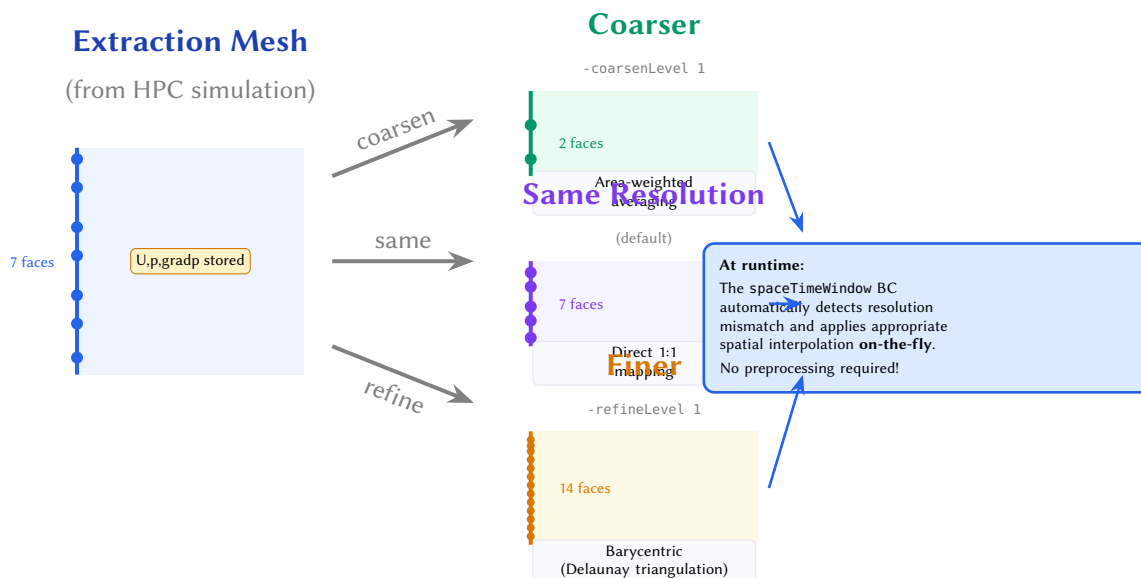 Extraction Mesh
(from HPC simulation)
7 faces
U,p,gradp stored
coarsen
same
refine
Coarser
-coarsenLevel 1
2 faces
Area-weighted
averaging
Same Resolution
(default)
7 faces
Direct 1:1
mapping
Finer
-refineLevel 1
14 faces
Barycentric
(Delaunay triangulation)
At runtime:
The spaceTimeWindow BC
automatically detects resolution
mismatch and applies appropriate
spatial interpolation on-the-fly.
No preprocessing required!